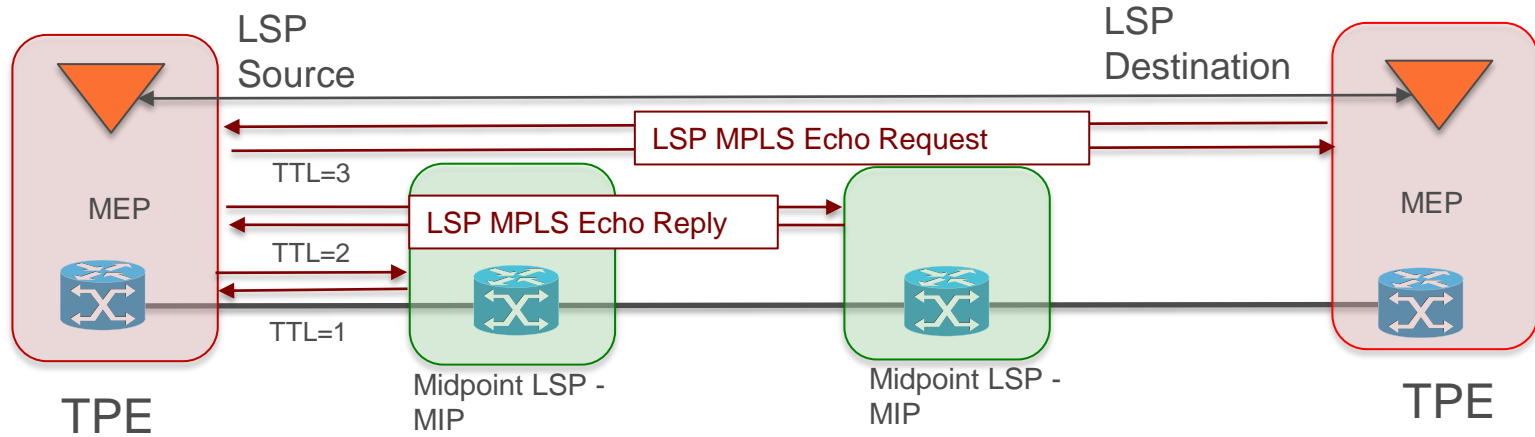 LSP
Source
LSP
Destination
LSP MPLS Echo Request
TTL=3
MEP
MEP
LSP MPLS Echo Reply
TTL=2
TTL=1
Midpoint LSP -
MIP
Midpoint LSP -
MIP
TPE
TPE